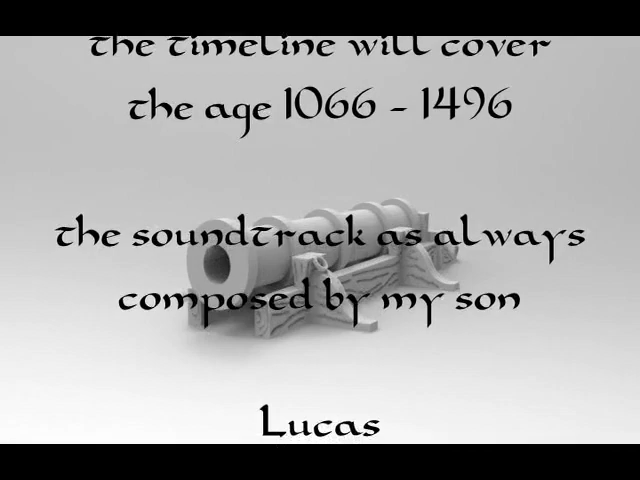 the timeline will cover
the age 1066 - 1496
the soundtrack as always
composed by my son
Lucas